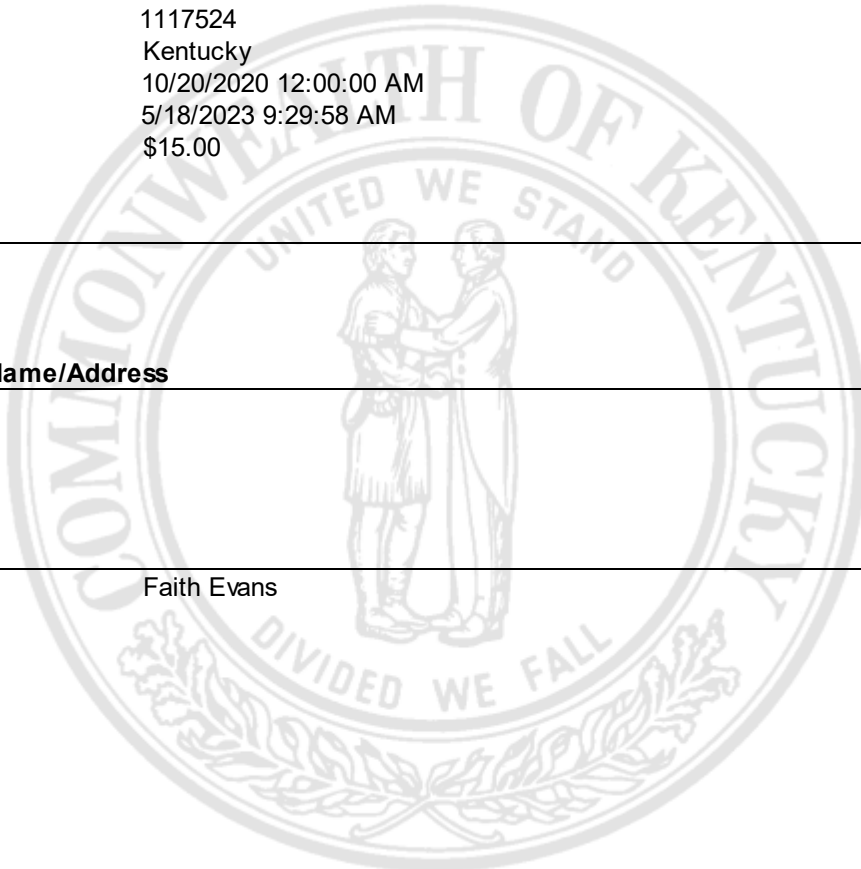 1117524
Kentucky
10/20/2020 12:00:00 AM
5/18/2023 9:29:58 AM
$15.00
COMMONWEALTH OF KENTUCKY
UNITED WE STAND
ame/Address
Faith Evans
DIVIDED WE FALL